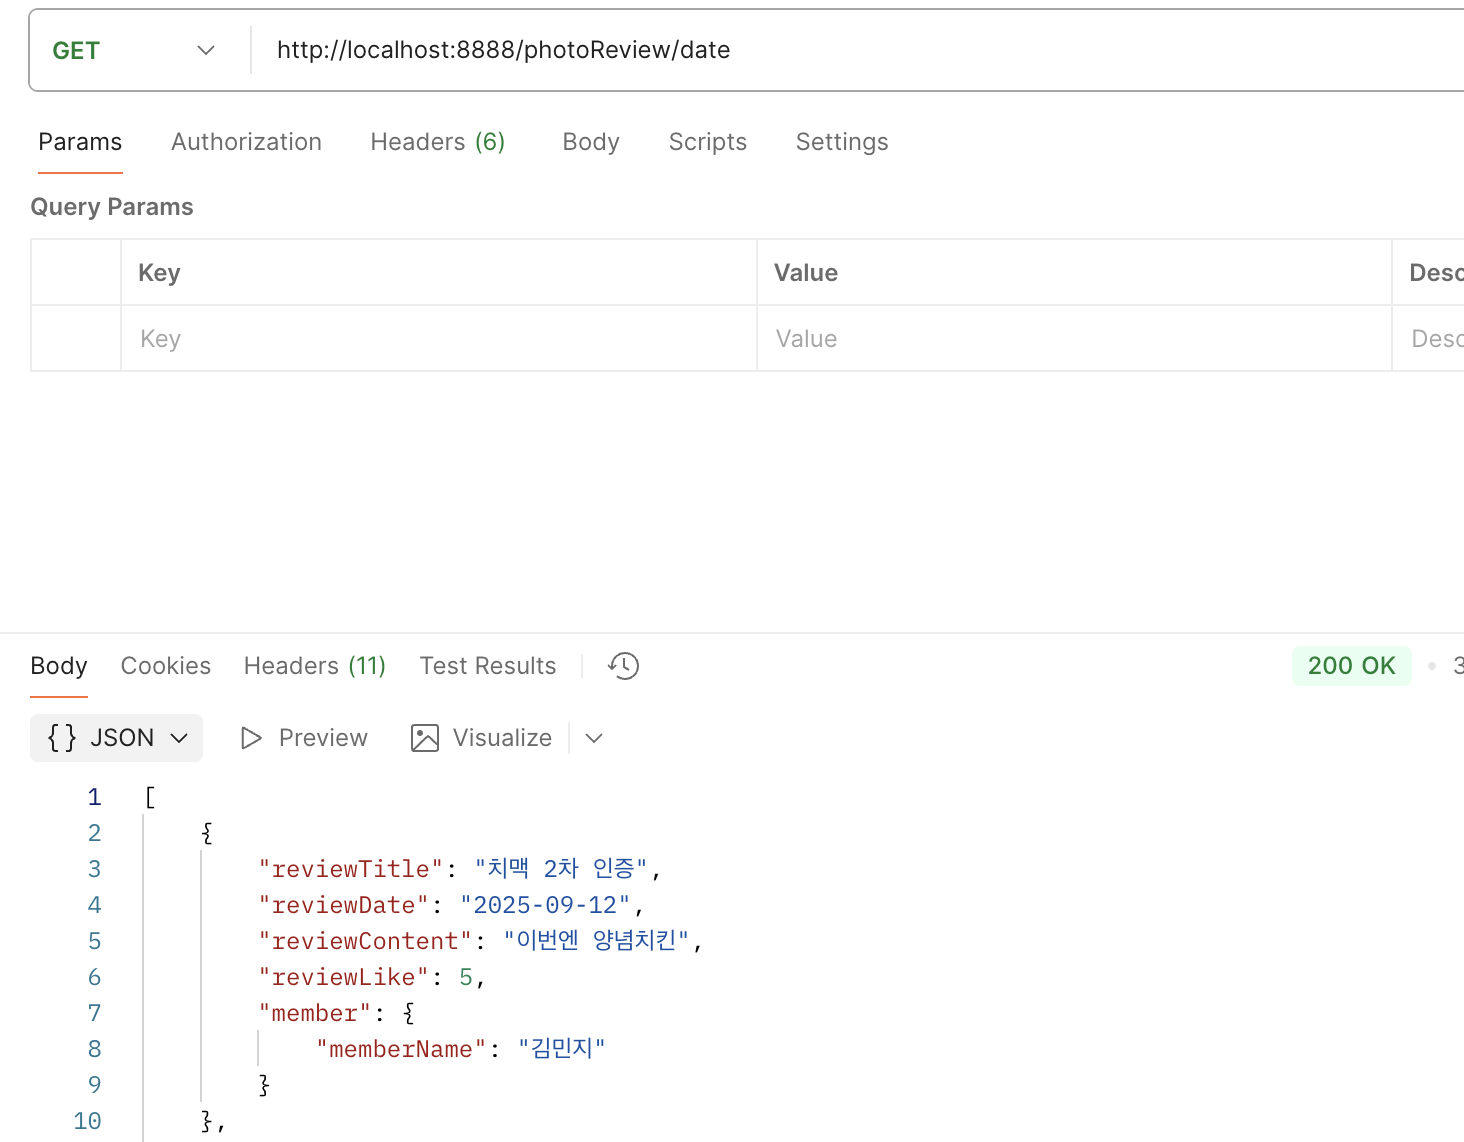 GET http://localhost:8888/photoReview/date
Params Authorization Headers (6) Body Scripts Settings
Query Params
Key Value Desc
Key Value Desc
Body Cookies Headers (11) Test Results 200 OK • 3
{} JSON Preview Visualize
1 [
2 {
3 "reviewTitle": "치맥 2차 인증",
4 "reviewDate": "2025-09-12",
5 "reviewContent": "이번엔 양념치킨",
6 "reviewLike": 5,
7 "member": {
8 "memberName": "김민지"
9 }
10 },